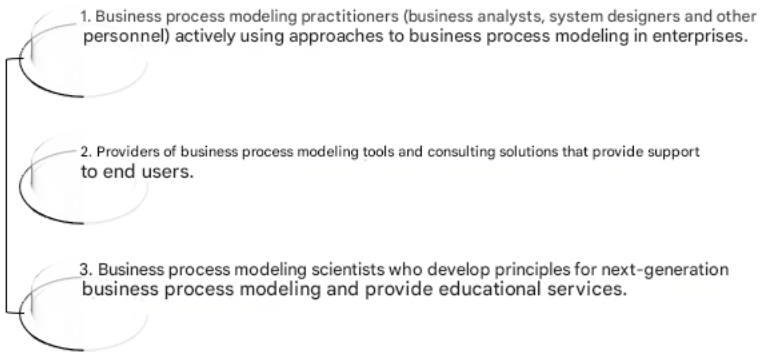 1. Business process modeling practitioners (business analysts, system designers and other
personnel) actively using approaches to business process modeling in enterprises.
2. Providers of business process modeling tools and consulting solutions that provide support
to end users.
3. Business process modeling scientists who develop principles for next-generation
business process modeling and provide educational services.